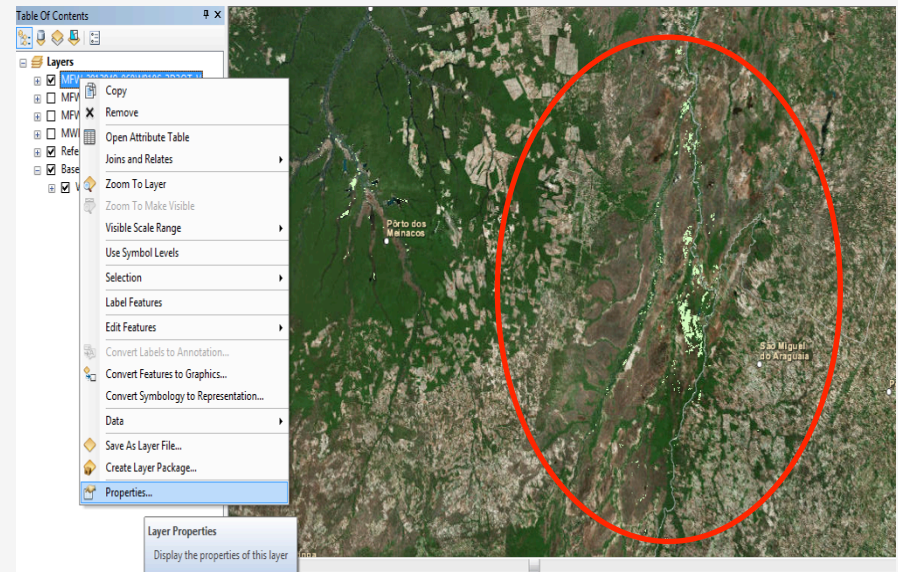 Table Of Contents
Layers
Copy
Remove
Open Attribute Table
Joins and Relates
Zoom To Layer
Zoom To Make Visible
Visible Scale Range
Use Symbol Levels
Selection
Label Features
Edit Features
Convert Labels to Annotation...
Convert Features to Graphics...
Convert Symbology to Representation...
Data
Save As Layer File...
Create Layer Package...
Properties...
Layer Properties
Display the properties of this layer
MFW
MWI
Refe
Base
Pôrto dos
Meinacos
São Miguel
do Araguaia